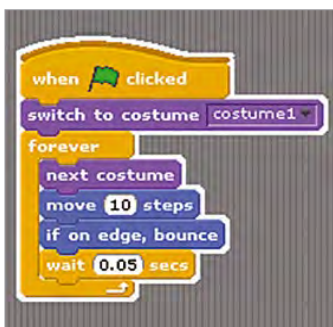 when clicked
switch to costume costume1
forever
next costume
move 10 steps
if on edge, bounce
wait 0.05 secs